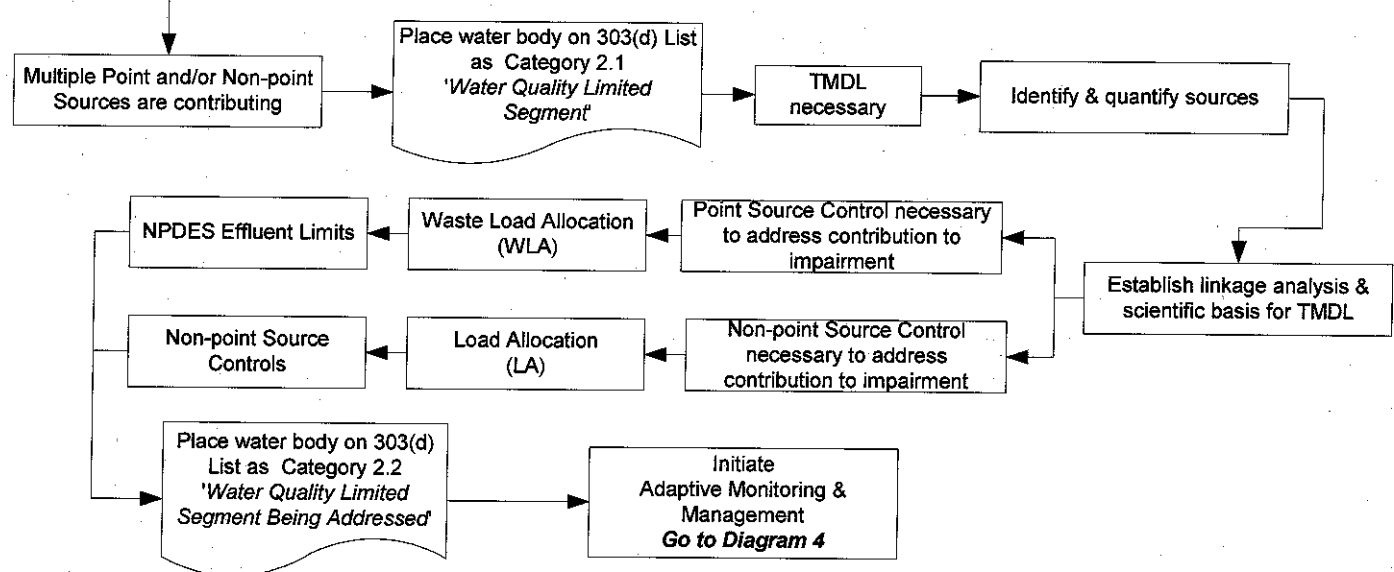 Multiple Point and/or Non-point
Sources are contributing
Place water body on 303(d) List
as Category 2.1
'Water Quality Limited
Segment'
TMDL
necessary
Identify & quantify sources
Establish linkage analysis &
scientific basis for TMDL
Point Source Control necessary
to address contribution to
impairment
Waste Load Allocation
(WLA)
NPDES Effluent Limits
Non-point Source Control
necessary to address
contribution to impairment
Load Allocation
(LA)
Non-point Source
Controls
Place water body on 303(d)
List as Category 2.2
'Water Quality Limited
Segment Being Addressed'
Initiate
Adaptive Monitoring &
Management
Go to Diagram 4